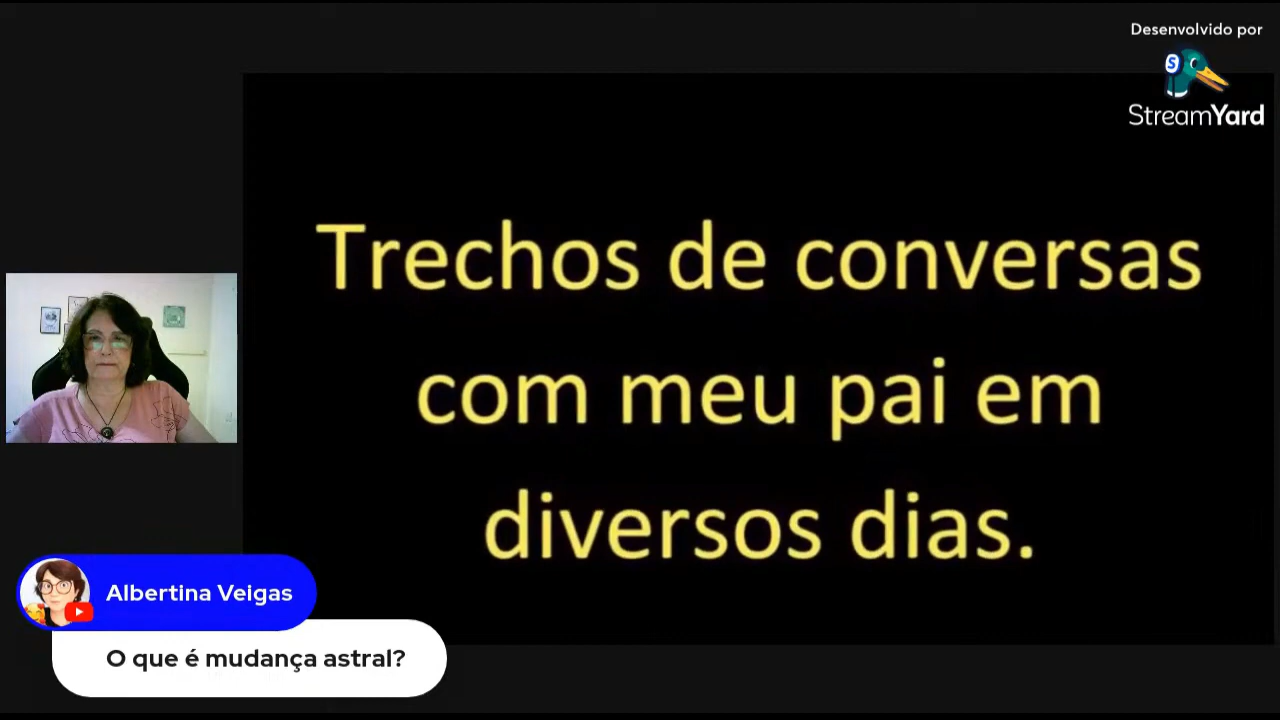 Desenvolvido por
StreamYard
Trechos de conversas
com meu pai em
diversos dias.
Albertina Veigas
O que é mudança astral?